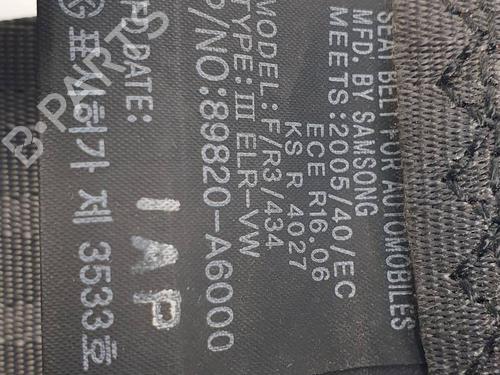 SEAT BELT FOR AUTOMOBILES
MFD. BY SAMSONG
MEETS:2005/40/EC
ECE R16.06
KS R 4027
MODEL:F/R3/434
TYPE:III ELR-VW
P/NO:89820-A6000
PD DATE:
IAP
표시허가 제 3533호
B-PARTS